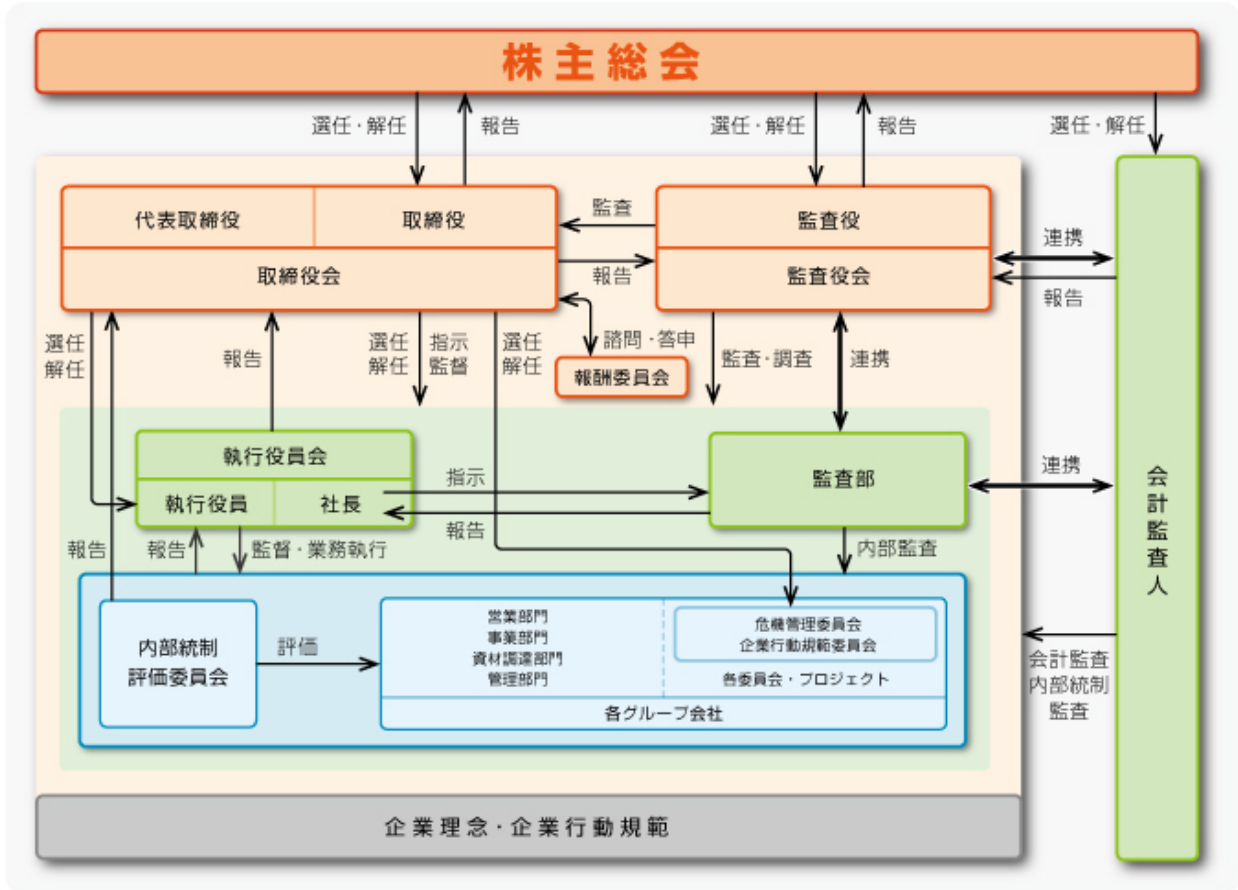 株主総会
選任・解任
報告
選任・解任
報告
選任・解任
代表取締役
取締役
取締役会
監査
報告
監査役
監査役会
連携
報告
選任
解任
報告
選任
解任
指示
監督
選任
解任
諮問・答申
報酬委員会
監査・調査
連携
執行役員会
執行役員
社長
指示
報告
監査部
連携
会計監査人
報告
報告
監督・業務執行
内部監査
内部統制
評価委員会
評価
営業部門
事業部門
資材調達部門
管理部門
危機管理委員会
企業行動規範委員会
各委員会・プロジェクト
各グループ会社
会計監査
内部統制
監査
企業理念・企業行動規範